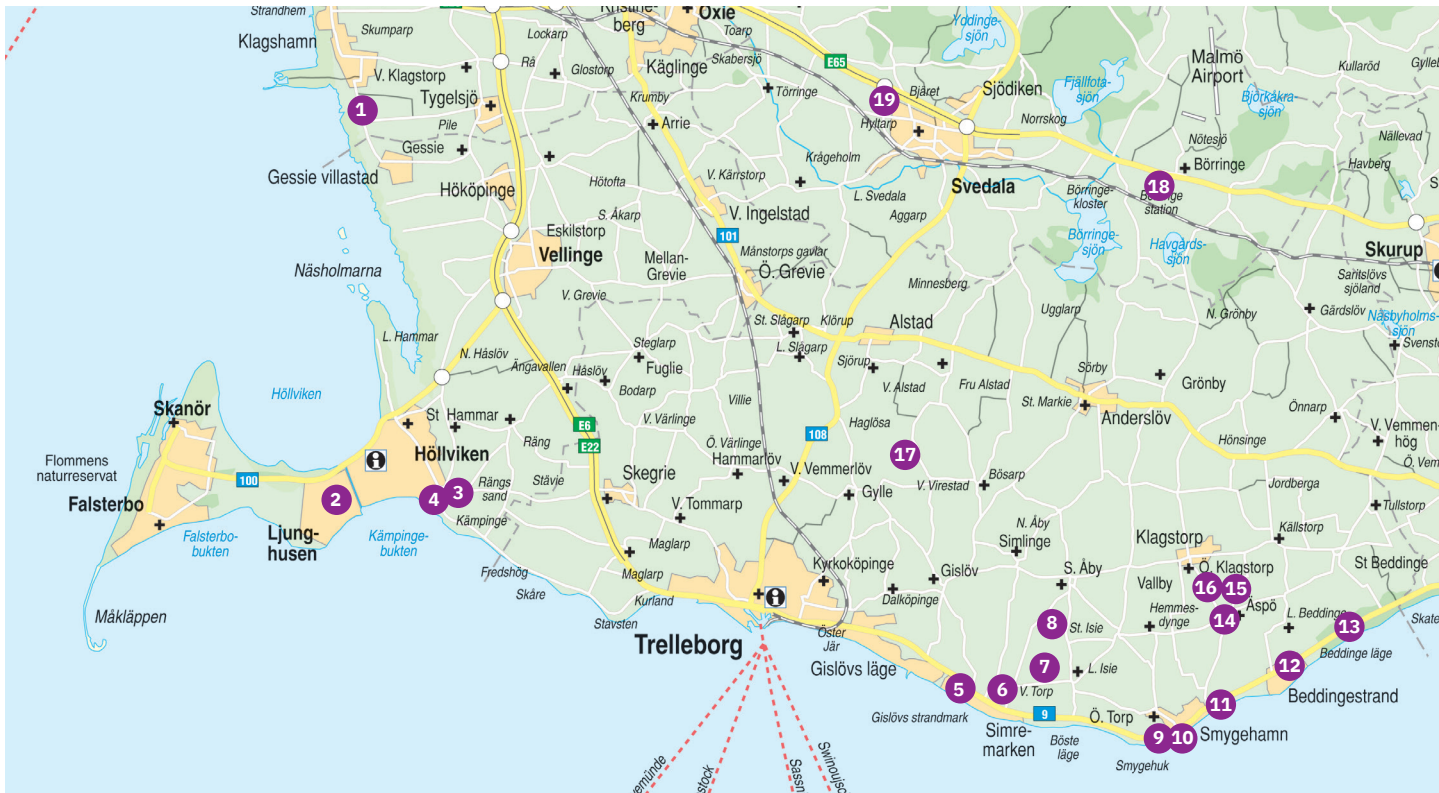 Strandhem
Klagshamn
Skumparp
Lockarp
Rå
Glostorp
V. Klagstorp
Tygelsjö
Pile
Gessie
Gessie villastad
Hököpinge
Oxie
berg
Toarp
Skabersjö
Käglinge
Krumby
Törringe
Arrie
E65
Yddinge-
sjön
Bjäret
Sjödiken
Hyltarp
Svedala
Fjällfota-
sjön
Norrskog
Malmö
Airport
Kullaröd
Björkåkra-
sjön
Nötesjö
Börringe
Nällevad
Havberg
Krågeholm
V. Kärrstorp
L. Svedala
Aggarp
Börringe-
kloster
station
Börringe-
sjön
Havgårds-
sjön
Skurup
Saritslövs
sjöland
Näsbyholms-
sjön
Hötofta
S. Åkarp
V. Ingelstad
101
Eskilstorp
Vellinge
Mellan-
Grevie
V. Grevie
Månstorps gavlar
Ö. Grevie
Minnesberg
Ugglarp
N. Grönby
Gärdslöv
Näsholmarna
L. Hammar
N. Håslöv
Ängavallen
Håslöv
Steglarp
Fuglie
Bodarp
St. Slågarp
Klörup
L. Slågarp
Alstad
Sjörup
V. Alstad
Fru Alstad
Sörby
St. Markie
Anderslöv
Grönby
Önnarp
V. Vemmen-
hög
Hönsinge
Höllviken
Skanör
Flommens
naturreservat
Falsterbo
100
Falsterbo-
bukten
Ljung-
husen
Kämpinge-
bukten
St Hammar
Höllviken
Räng
Rängs
sand
Stävie
Kämpinge
E6
E22
V. Värlinge
Villie
Ö. Värlinge
Hammarlöv
108
V. Vemmerlöv
Haglösa
Skegrie
V. Tommarp
Gylle
V. Virestad
Bösarp
Jordberga
Tullstorp
Källstorp
Maglarp
Maglarp
Fredshög
Skåre
Kurland
Stavsten
Trelleborg
Kyrkoköpinge
Dalköpinge
Gislöv
N. Åby
Simlinge
S. Åby
Klagstorp
Ö. Klagstorp
Vallby
Hemmes-
dynge
Äspö
St Beddinge
L. Beddinge
Beddinge läge
Beddingestrand
Måkläppen
Öster
Jär
Gislövs läge
Gislövs strandmark
St. Isie
L. Isie
V. Torp
9
Simre-
marken
Böste
läge
Ö. Torp
Smygehuk
Smygehamn
1
2
3
4
5
6
7
8
9
10
11
12
13
14
15
16
17
18
19